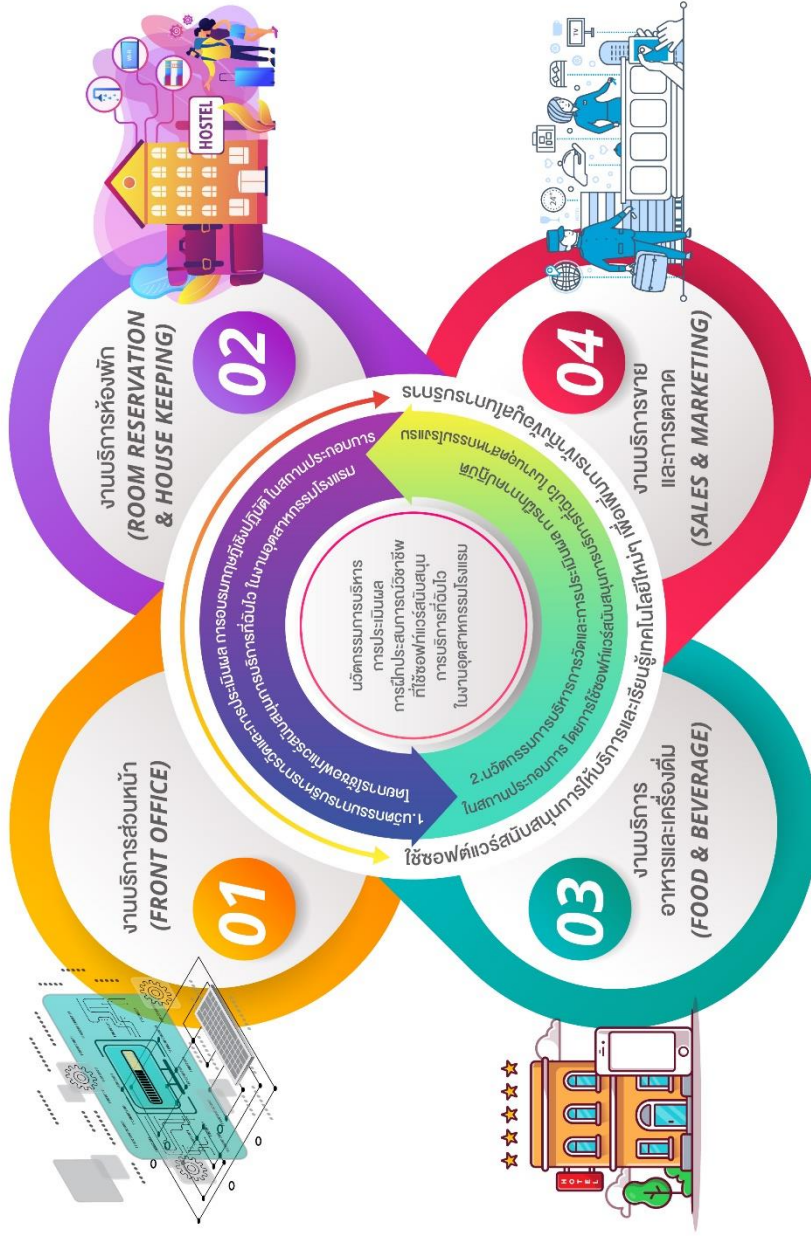 01
งานบริการส่วนหน้า
(FRONT OFFICE)
02
งานบริการห้องพัก
(ROOM RESERVATION
& HOUSE KEEPING)
HOSTEL
03
งานบริการ
อาหารและเครื่องดื่ม
(FOOD & BEVERAGE)
HOTEL
04
งานบริการขาย
และการตลาด
(SALES & MARKETING)
TV
24
นวัตกรรมการบริหาร
การประเมินผล
การฝึกประสบการณ์วิชาชีพ
ที่ใช้ซอฟท์แวร์สนับสนุน
การบริการที่ฉับไว
ในงานอุตสาหกรรมโรงแรม
1.นวัตกรรมการบริหารการวัดและการประเมินผล การอบรมทฤษฎีเชิงปฏิบัติ ในสถานประกอบการ
โดยการใช้ซอฟท์แวร์สนับสนุนการบริการที่ฉับไว ในงานอุตสาหกรรมโรงแรม
2.นวัตกรรมการบริหารการวัดและการประเมินผล การฝึกภาคปฏิบัติ
ในสถานประกอบการ โดยการใช้ซอฟท์แวร์สนับสนุนการบริการที่ฉับไว ในงานอุตสาหกรรมโรงแรม
ใช้ซอฟต์แวร์สนับสนุนการให้บริการและเรียนรู้เทคโนโลยีใหม่ๆ เพื่อเพิ่มการเข้าถึงข้อมูลในการบริการ